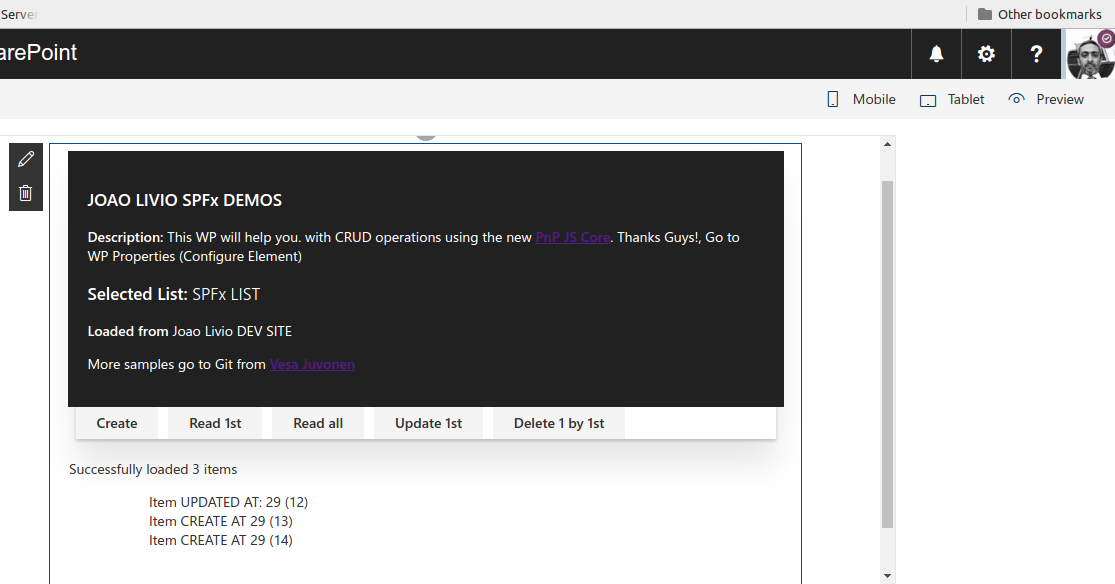 Server
Other bookmarks
arePoint
Mobile
Tablet
Preview
JOAO LIVIO SPFx DEMOS
Description: This WP will help you. with CRUD operations using the new PnP JS Core. Thanks Guys!, Go to
WP Properties (Configure Element)
Selected List: SPFx LIST
Loaded from Joao Livio DEV SITE
More samples go to Git from Vesa Juvonen
Create
Read 1st
Read all
Update 1st
Delete 1 by 1st
Successfully loaded 3 items
Item UPDATED AT: 29 (12)
Item CREATE AT 29 (13)
Item CREATE AT 29 (14)